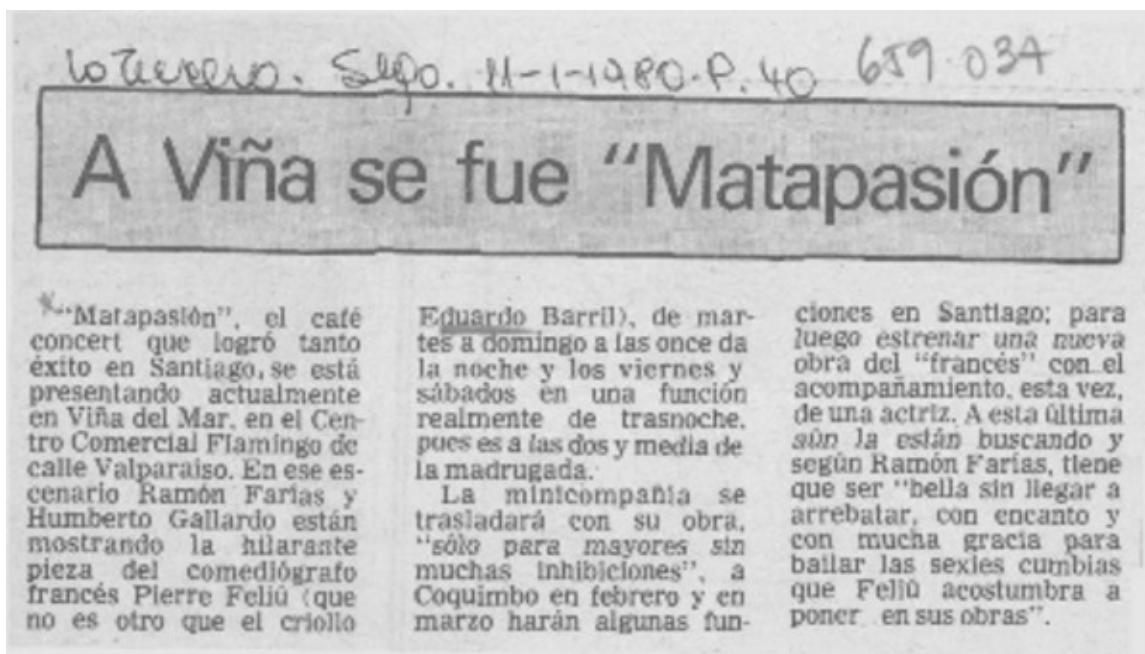 La Tercera. Stgo. 11-1-1980. P. 40 659.034
A Viña se fue “Matapasión”
“Matapasión”, el café
concert que logró tanto
éxito en Santiago, se está
presentando actualmente
en Viña del Mar, en el Cen-
tro Comercial Flamingo de
calle Valparaíso. En ese es-
cenario Ramón Farías y
Humberto Gallardo están
mostrando la hilarante
pieza del comediógrafo
francés Pierre Feliú (que
no es otro que el criollo
Eduardo Barril), de mar-
tes a domingo a las once da
la noche y los viernes y
sábados en una función
realmente de trasnoche,
pues es a las dos y media de
la madrugada.
La minicompañía se
trasladará con su obra,
“sólo para mayores sin
muchas inhibiciones”, a
Coquimbo en febrero y en
marzo harán algunas fun-
ciones en Santiago; para
luego estrenar una nueva
obra del “francés” con el
acompañamiento, esta vez,
de una actriz. A esta última
aún la están buscando y
según Ramón Farías, tiene
que ser “bella sin llegar a
arrebatar, con encanto y
con mucha gracia para
bailar las sexies cumbias
que Feliú acostumbra a
poner en sus obras”.